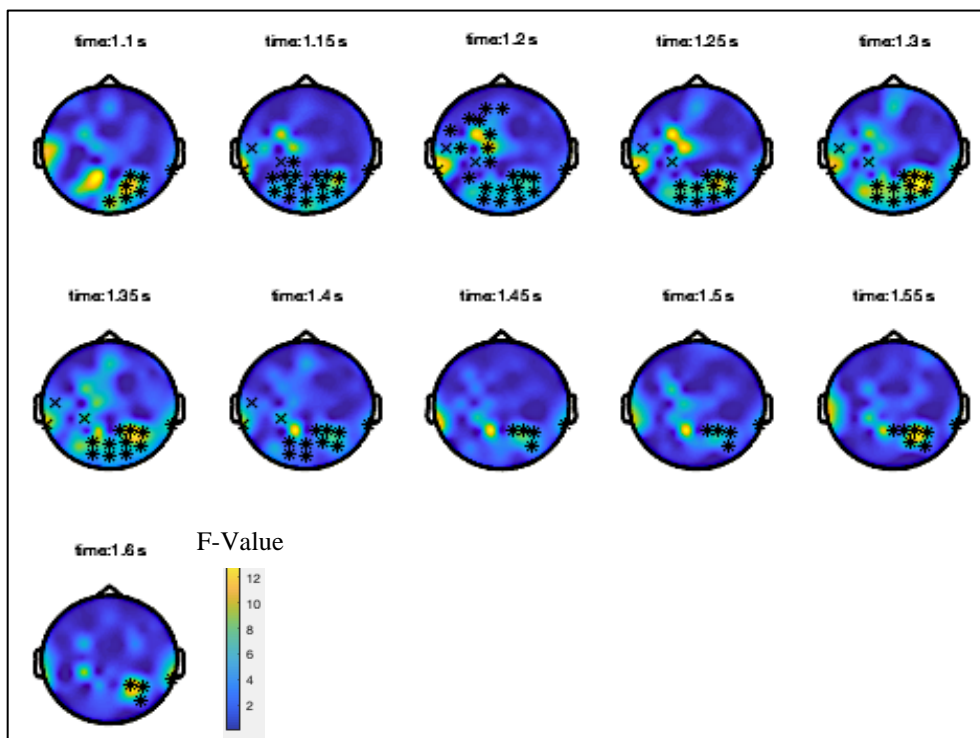 time:1.1 s
time:1.15 s
time:1.2 s
time:1.25 s
time:1.3 s
time:1.35 s
time:1.4 s
time:1.45 s
time:1.5 s
time:1.55 s
time:1.6 s
F-Value
12
10
8
6
4
2